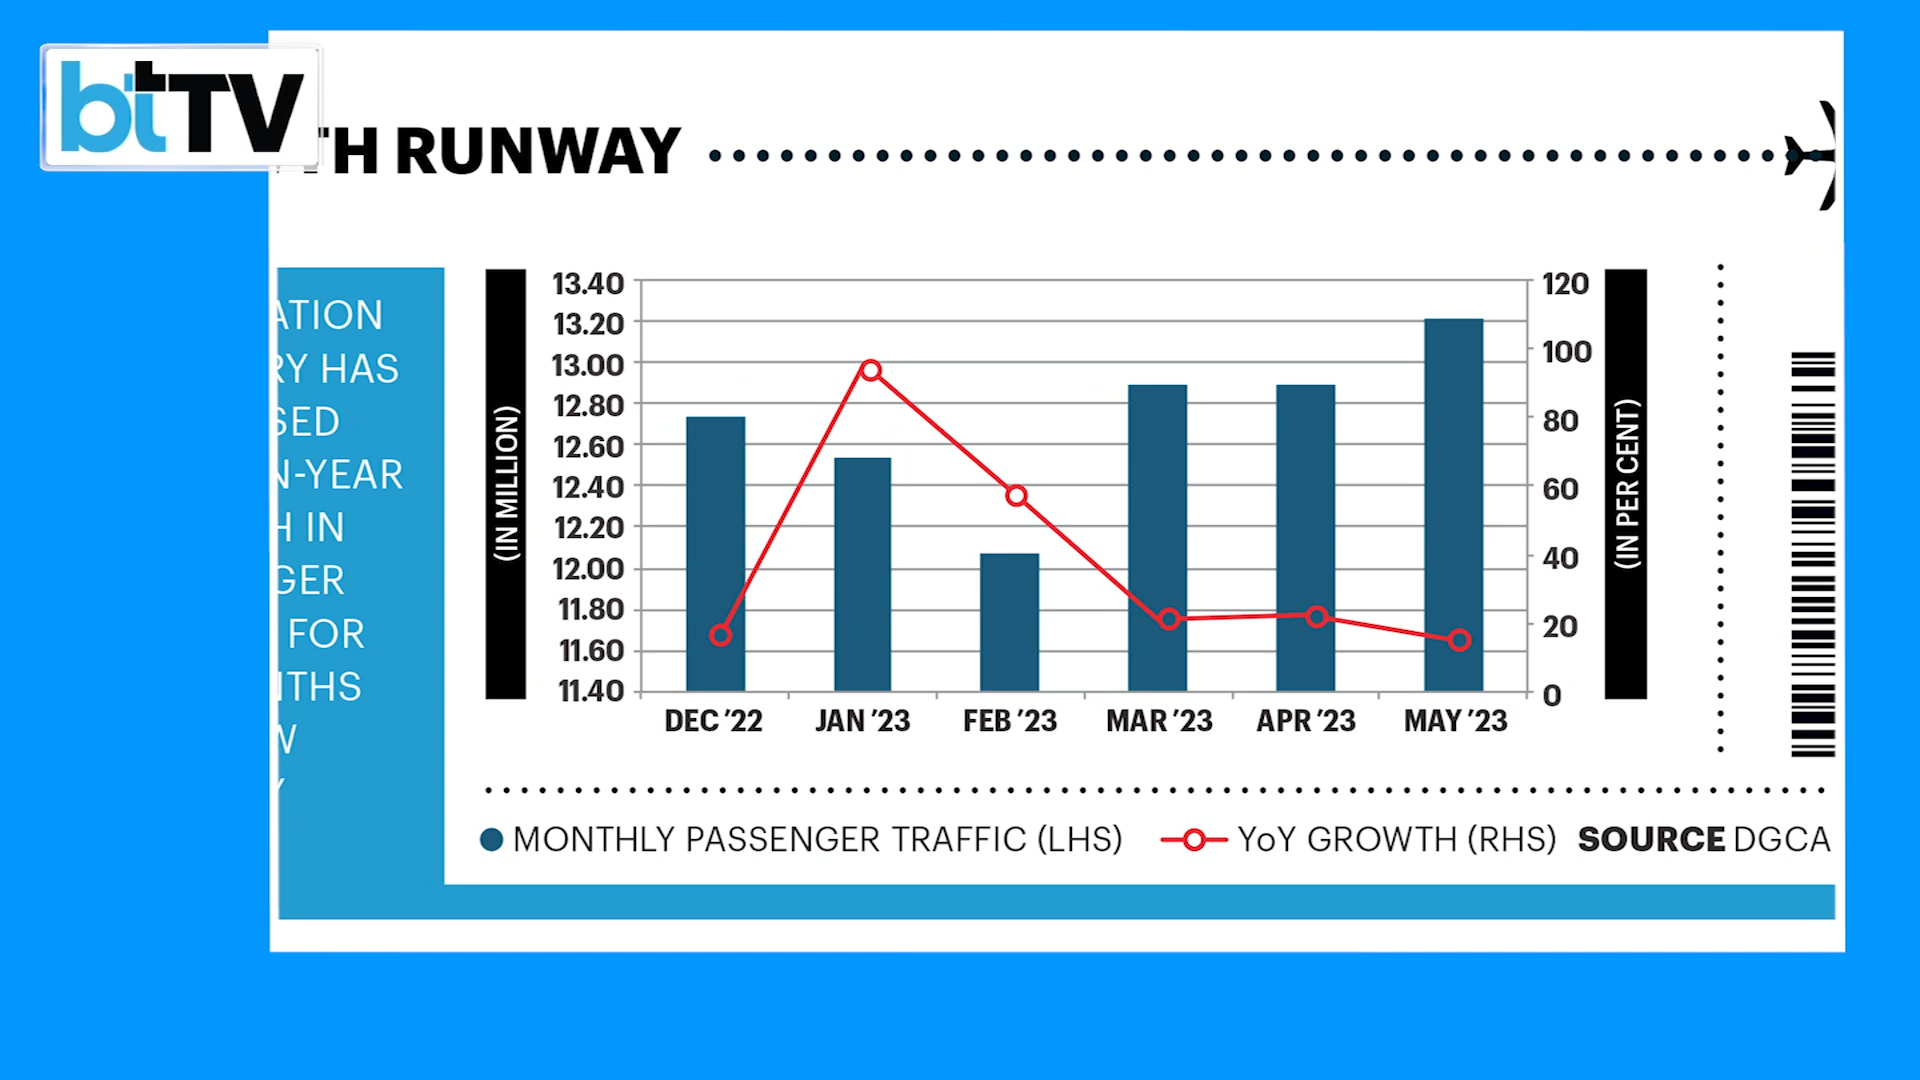 btTV
TH RUNWAY
ATION
RY HAS
SED
N-YEAR
H IN
GER
FOR
NTHS
W
Y
(IN MILLION)
13.40
13.20
13.00
12.80
12.60
12.40
12.20
12.00
11.80
11.60
11.40
120
100
80
60
40
20
0
(IN PER CENT)
DEC '22 JAN '23 FEB '23 MAR '23 APR '23 MAY '23
MONTHLY PASSENGER TRAFFIC (LHS) YoY GROWTH (RHS) SOURCE DGCA